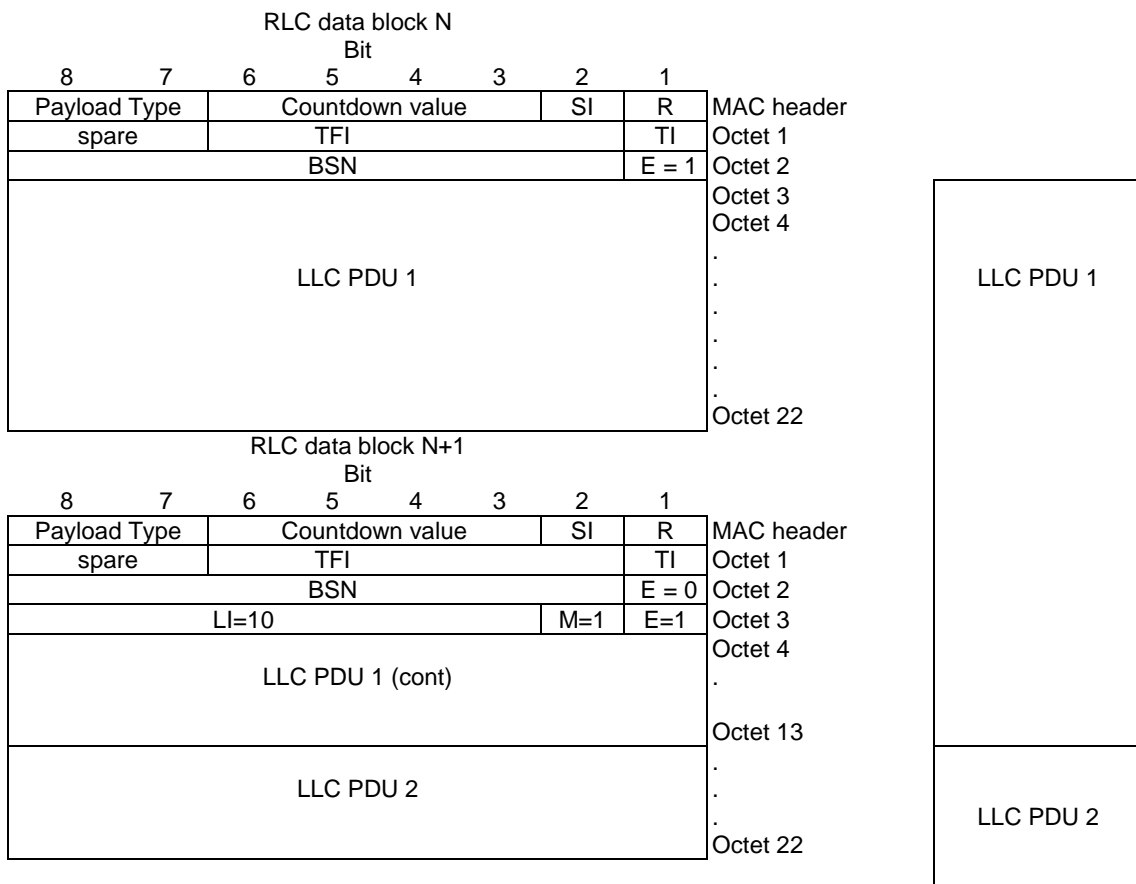 RLC data block N
Bit
8 7 6 5 4 3 2 1
Payload Type Countdown value SI R MAC header
spare TFI TI Octet 1
BSN E = 1 Octet 2
Octet 3
Octet 4
.
LLC PDU 1 . LLC PDU 1
.
.
.
.
Octet 22
RLC data block N+1
Bit
8 7 6 5 4 3 2 1
Payload Type Countdown value SI R MAC header
spare TFI TI Octet 1
BSN E = 0 Octet 2
LI=10 M=1 E=1 Octet 3
Octet 4
LLC PDU 1 (cont) .
Octet 13
.
LLC PDU 2 .
. LLC PDU 2
Octet 22